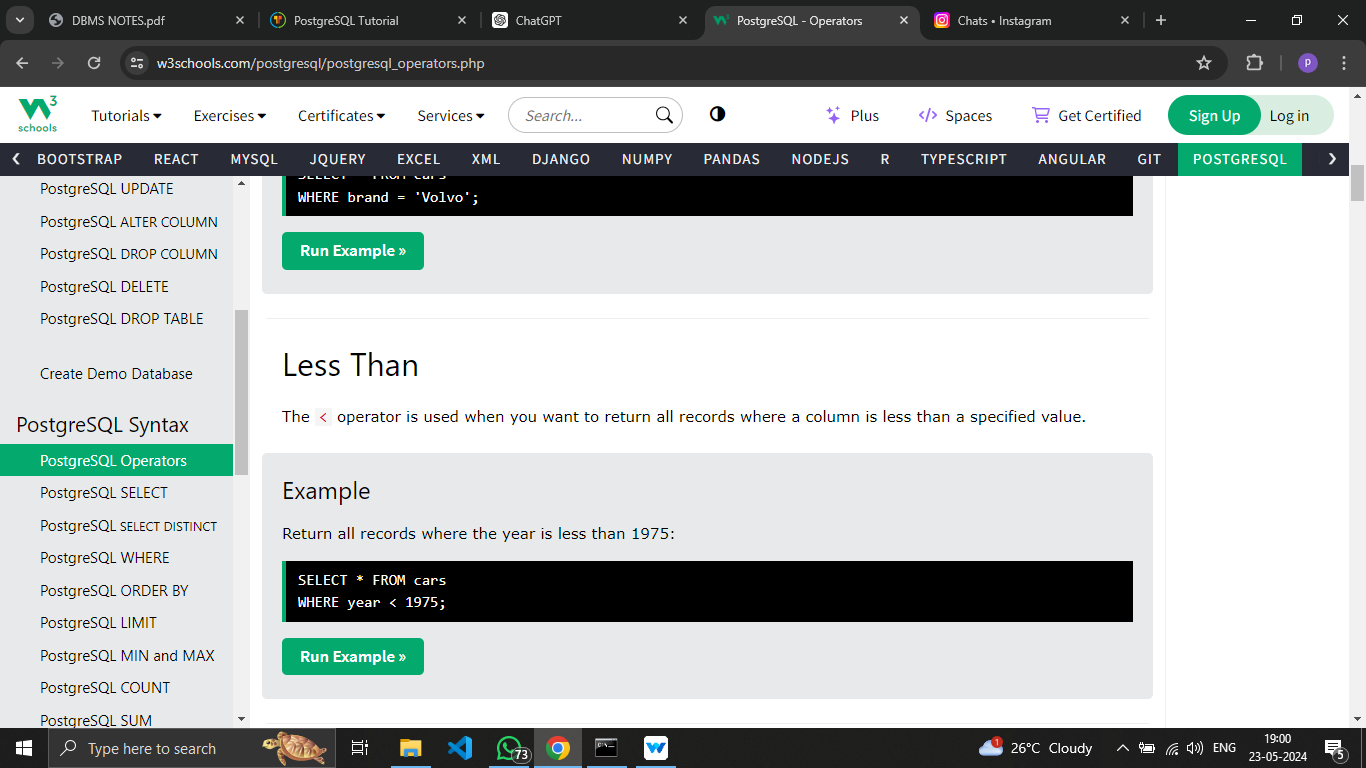 DBMS NOTES.pdf
PostgreSQL Tutorial
ChatGPT
PostgreSQL - Operators
Chats • Instagram
w3schools.com/postgresql/postgresql_operators.php
P
W3
schools
Tutorials
Exercises
Certificates
Services
Search...
Plus
Spaces
Get Certified
Sign Up
Log in
BOOTSTRAP REACT MYSQL JQUERY EXCEL XML DJANGO NUMPY PANDAS NODEJS R TYPESCRIPT ANGULAR GIT POSTGRESQL
PostgreSQL UPDATE
PostgreSQL ALTER COLUMN
PostgreSQL DROP COLUMN
PostgreSQL DELETE
PostgreSQL DROP TABLE
Create Demo Database
PostgreSQL Syntax
PostgreSQL Operators
PostgreSQL SELECT
PostgreSQL SELECT DISTINCT
PostgreSQL WHERE
PostgreSQL ORDER BY
PostgreSQL LIMIT
PostgreSQL MIN and MAX
PostgreSQL COUNT
PostgreSQL SUM
SELECT * FROM cars
WHERE brand = 'Volvo';
Run Example »
Less Than
The < operator is used when you want to return all records where a column is less than a specified value.
Example
Return all records where the year is less than 1975:
SELECT * FROM cars
WHERE year < 1975;
Run Example »
Type here to search
73
1
26°C Cloudy
ENG
19:00
23-05-2024
5